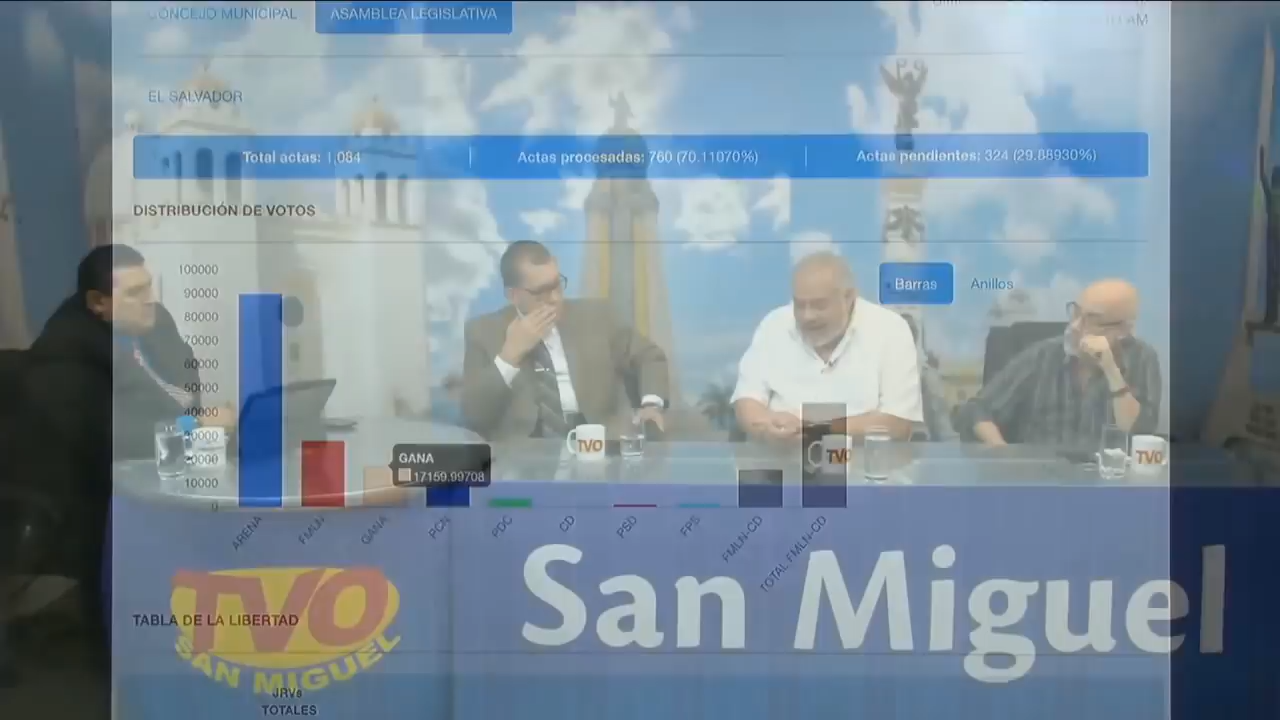 CONCEJO MUNICIPAL
ASAMBLEA LEGISLATIVA
AM
EL SALVADOR
Total actas: 1,084
Actas procesadas: 760 (70.11070%)
Actas pendientes: 324 (29.88930%)
DISTRIBUCIÓN DE VOTOS
Barras
Anillos
100000
90000
80000
70000
60000
50000
40000
30000
20000
10000
0
GANA
17159.99708
ARENA
FMLN
GANA
PCN
PDC
CD
PSD
FPS
FMLN-CD
TOTAL FMLN-CD
TVO
TVO
TVO
San Miguel
TVO
SAN MIGUEL
TABLA DE LA LIBERTAD
JRVs
TOTALES